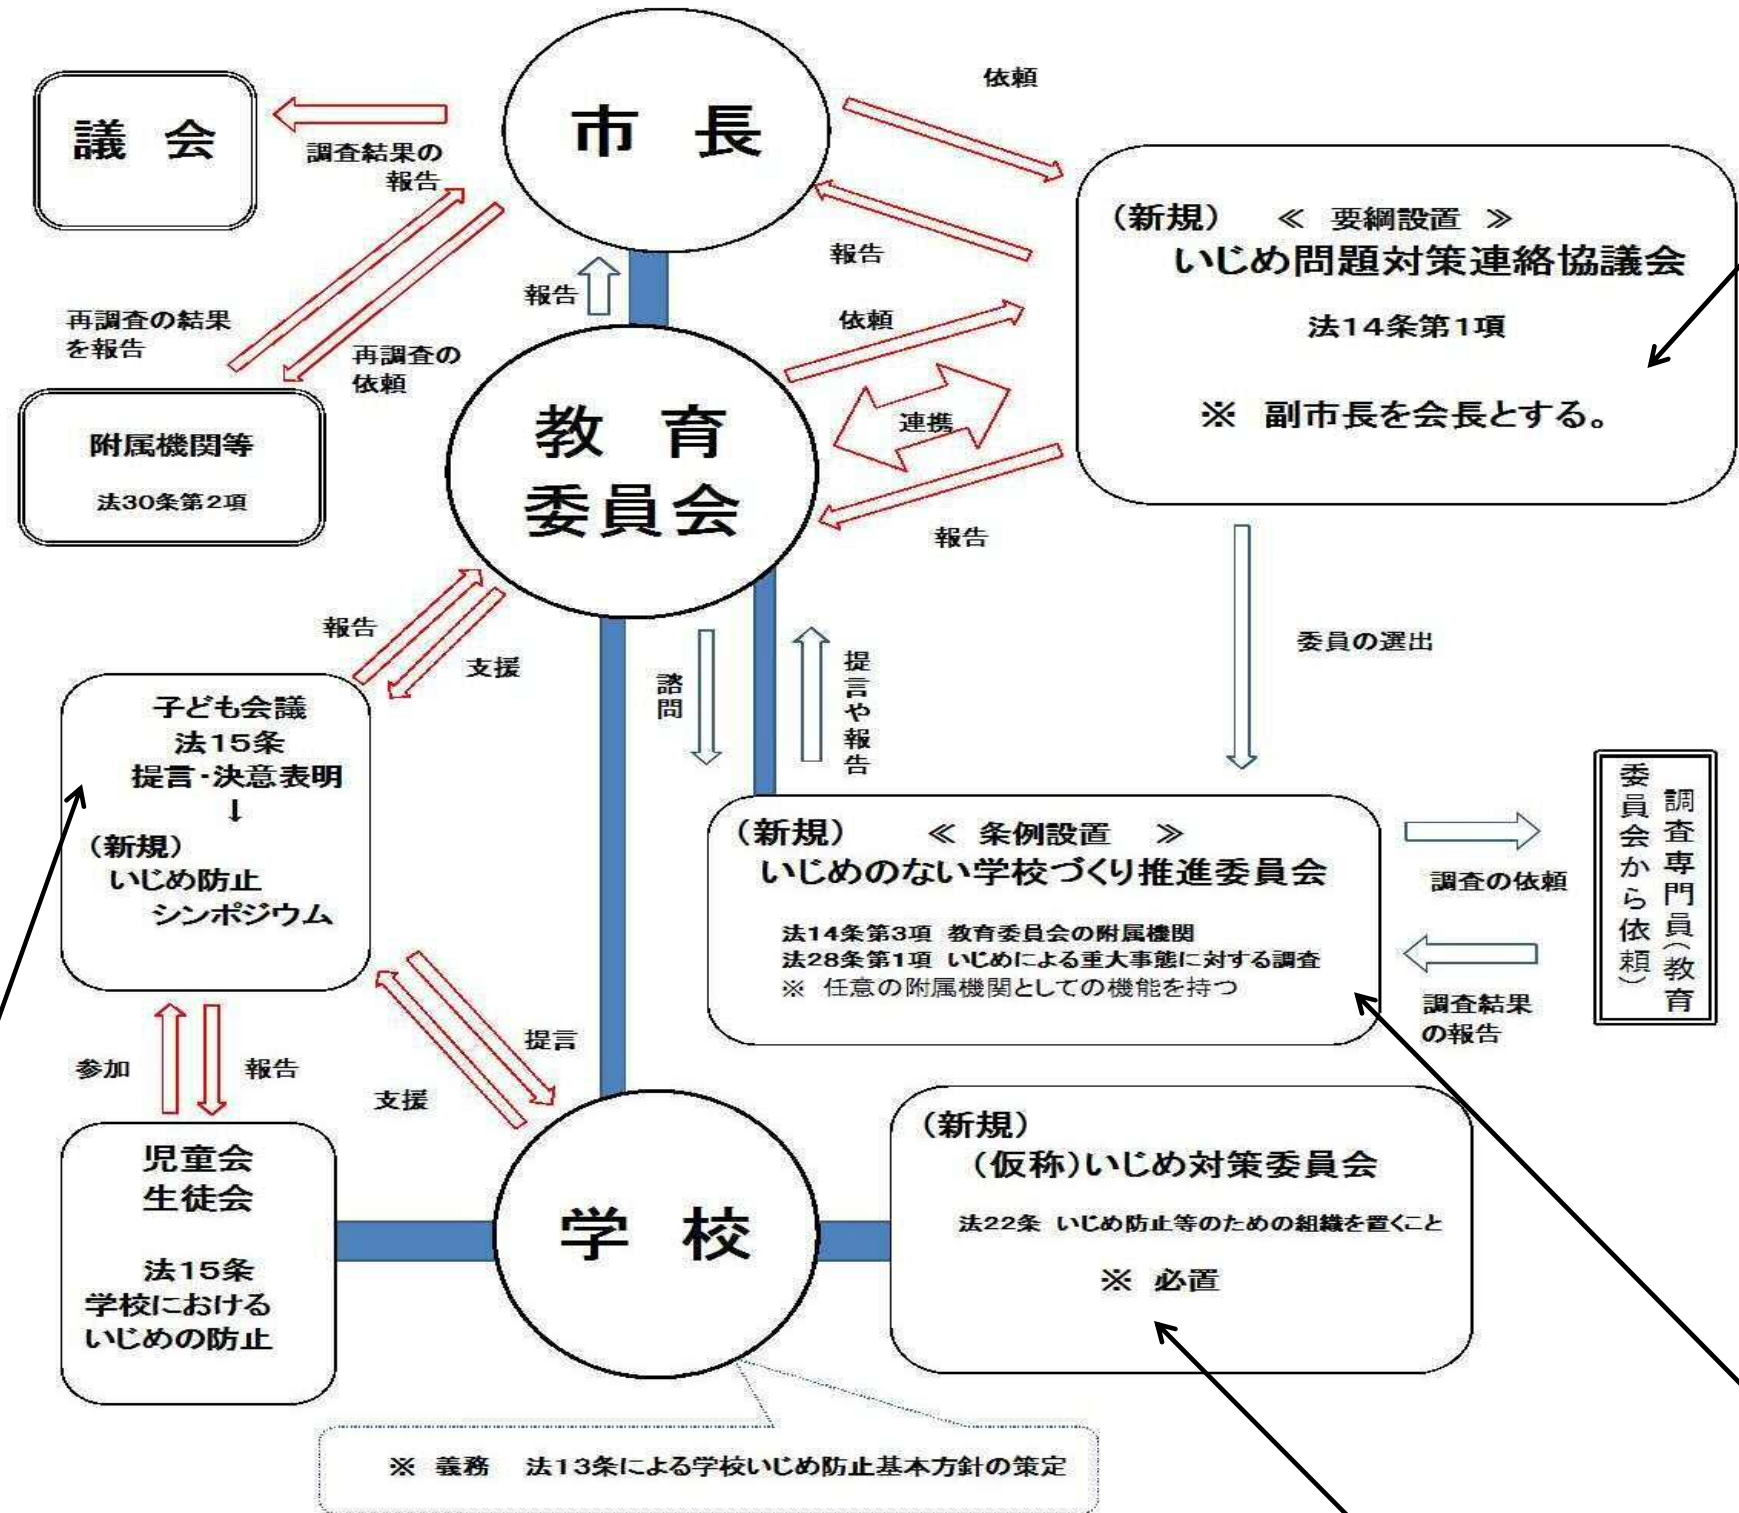 依頼
議 会
市 長
調査結果の
報告
(新規) ≪ 要綱設置 ≫
いじめ問題対策連絡協議会
法14条第1項
※ 副市長を会長とする。
報告
報告
依頼
再調査の結果
を報告
再調査の
依頼
教 育
委員会
連携
附属機関等
法30条第2項
報告
報告
支援
委員の選出
諮問
提言や報告
子ども会議
法15条
提言・決意表明
↓
(新規)
いじめ防止
シンポジウム
(新規) ≪ 条例設置 ≫
いじめのない学校づくり推進委員会
法14条第3項 教育委員会の附属機関
法28条第1項 いじめによる重大事態に対する調査
※ 任意の附属機関としての機能を持つ
調査の依頼
調査結果
の報告
調査専門員(教育
委員会から依頼)
参加
報告
提言
支援
児童会
生徒会
法15条
学校における
いじめの防止
学 校
(新規)
(仮称)いじめ対策委員会
法22条 いじめ防止等のための組織を置くこと
※ 必置
※ 義務 法13条による学校いじめ防止基本方針の策定